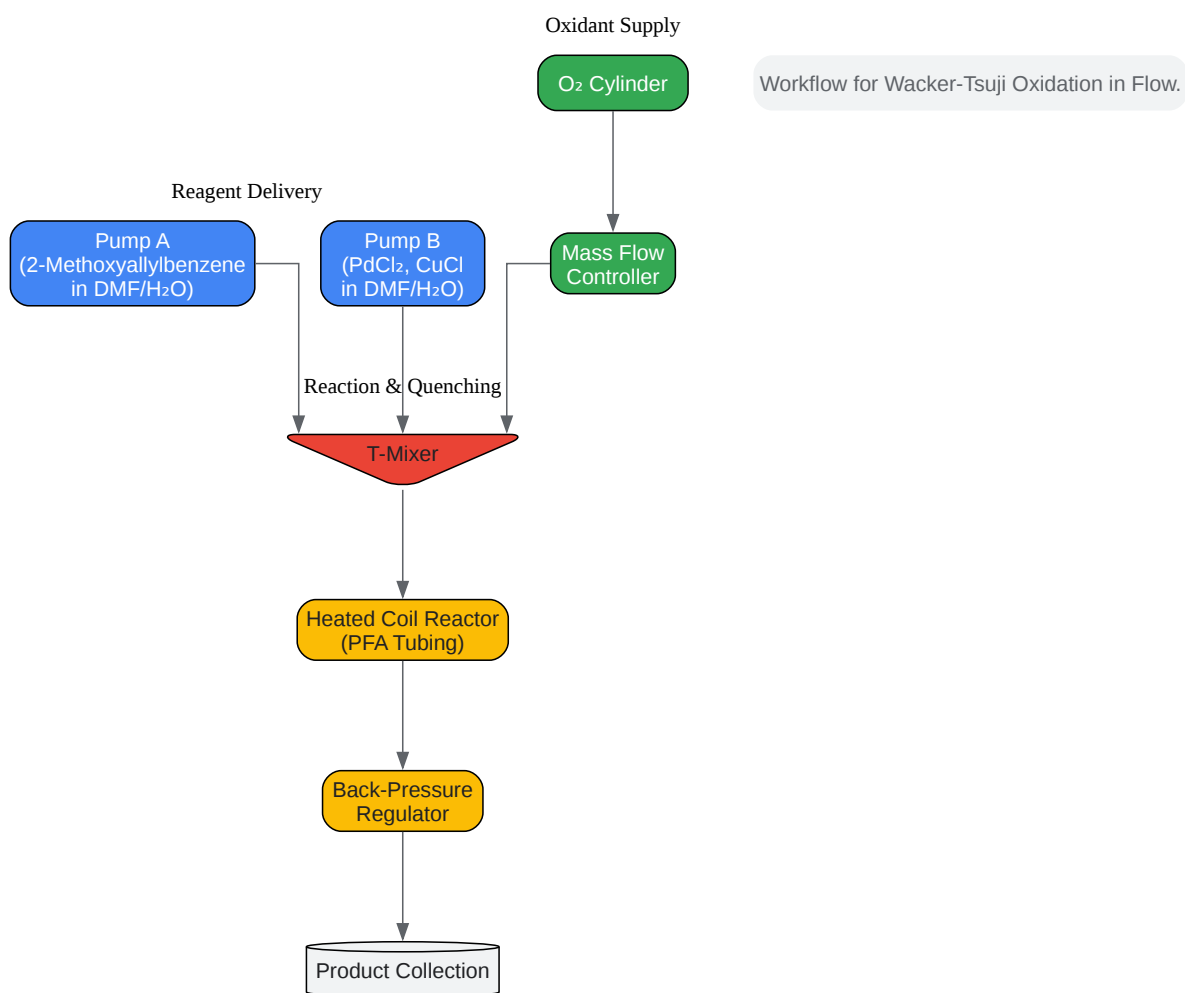 Oxidant Supply
O₂ Cylinder
Workflow for Wacker-Tsuji Oxidation in Flow.
Reagent Delivery
Pump A
(2-Methoxyallylbenzene
in DMF/H₂O)
Pump B
(PdCl₂, CuCl
in DMF/H₂O)
Mass Flow
Controller
Reaction & Quenching
T-Mixer
Heated Coil Reactor
(PFA Tubing)
Back-Pressure
Regulator
Product Collection